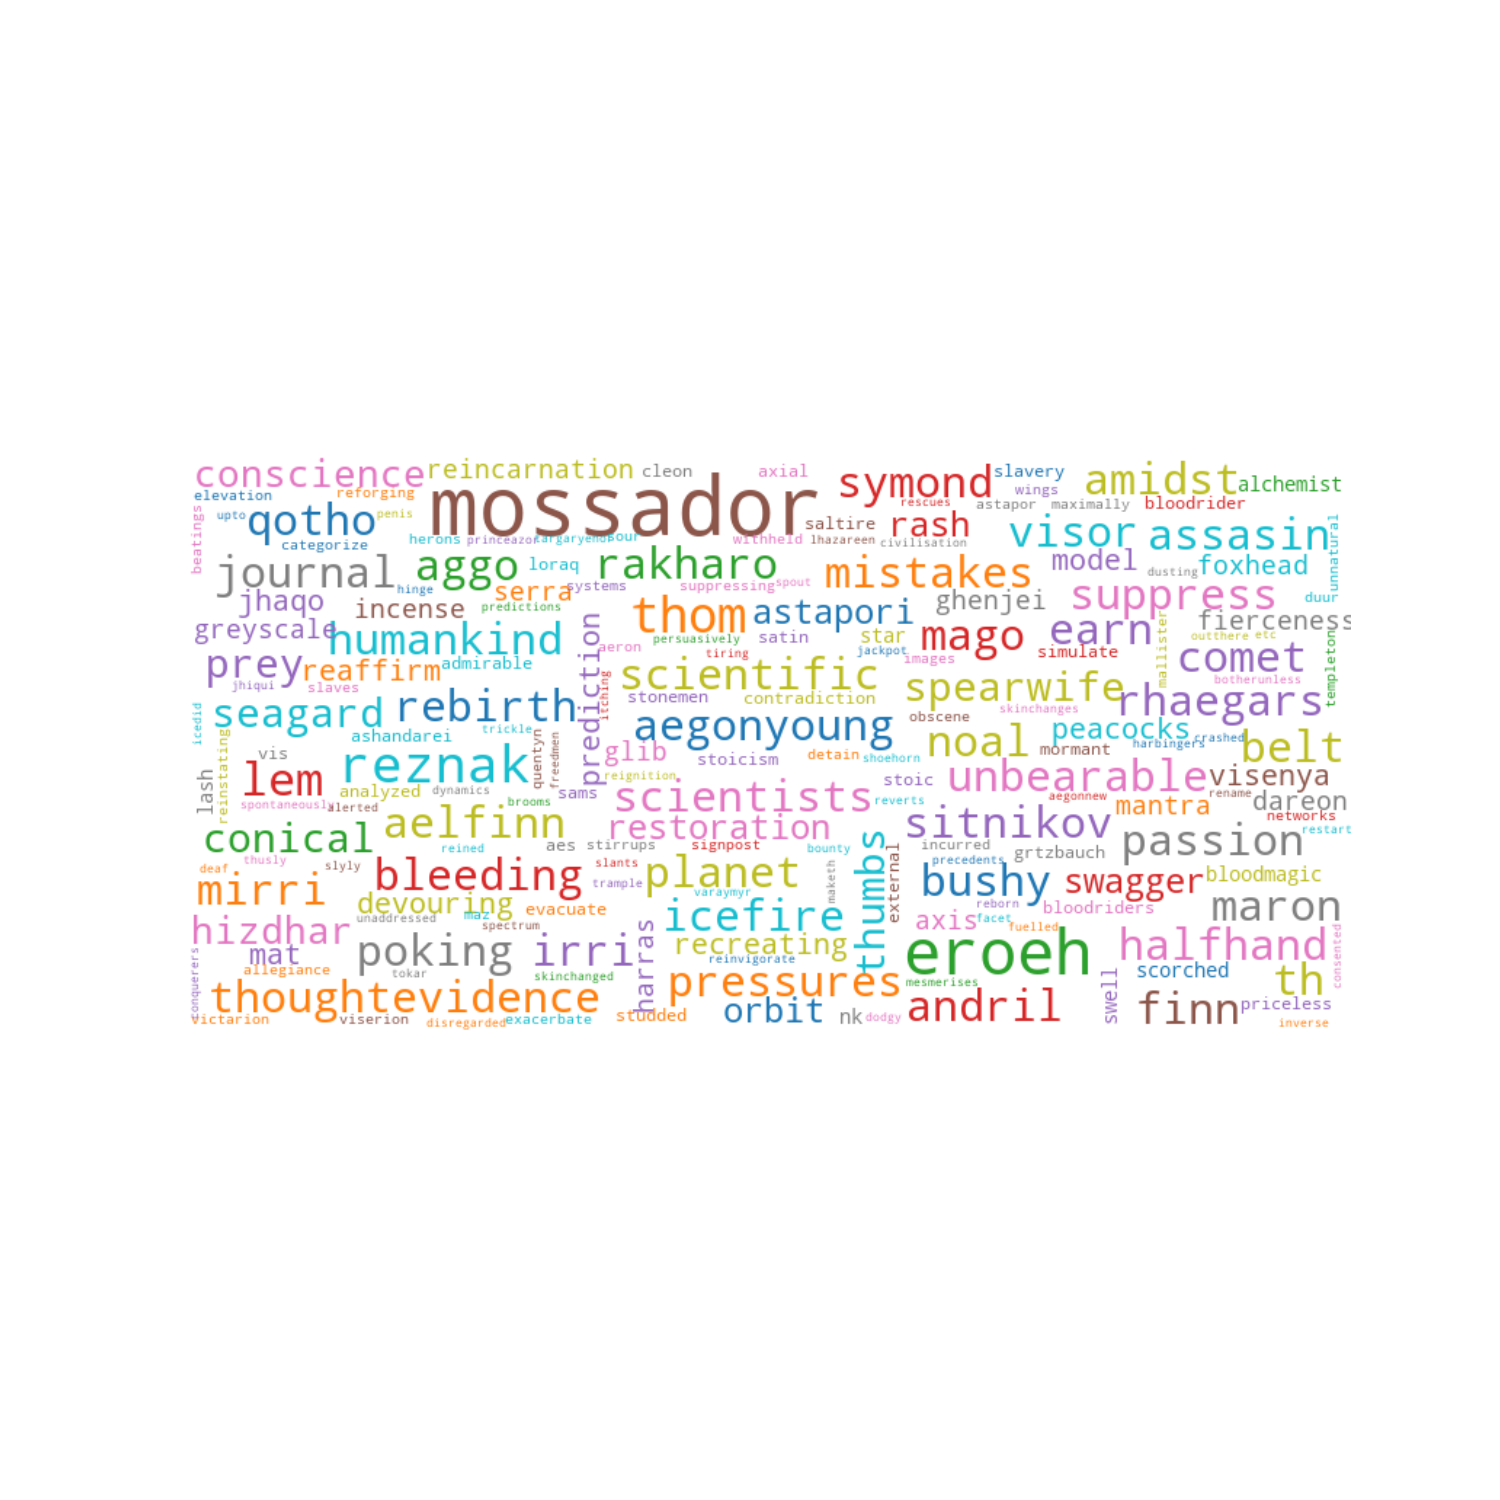 conscience reincarnation cleon axial symond slavery amidst alchemist
elevation reforging mossador wings
beatings upto qotho penis saltire rescues rash astapor maximally bloodrider
categorize herons princeazor sour withheld lhazareen civilisation visor assasin unnatural
journal aggo loraq rakharo mistakes model dusting foxhead
jhaqo hinge serra systems suppressing spout suppress duur
incense predictions thom astapori ghenjei fierceness
greyscale humankind prediction aeron persuasively satin star mago earn mallister outthere etc templeton
prey reaffirm admirable tiring jackpot images simulate comet
jhiqui slaves itching scientific spearwife botherunless
icedid seagard rebirth stonemen contradiction skinchanges rhaegars
ashandarei trickle aegonyoung obscene noal peacocks crashed
vis reinstating quentyn freedmen glib stoicism detain shoehorn mormant harbingers belt
lash lem reznak reignition stoic unbearable visenya
spontaneously alerted analyzed dynamics brooms sams scientists reverts aegonnew mantra rename dareon
conical aelfinn restoration sitnikov networks restart
thusly reined aes stirrups signpost bounty thumbs incurred grtzbauch passion
deaf slyly bleeding slants planet maketh external precedents bushy swagger bloodmagic
mirri devouring trample varaymyr reborn bloodriders maron
unaddressed maz evacuate icefire axis facet
hizdhar spectrum harras fuelled
mat poking irri recreating eroeh halfhand consented
conquerers allegiance tokar skinchanged reinvigorate scorched th
thoughtevidence pressures mesmerises swell priceless
victarion viserion disregarded exacerbate studded orbit nk dodgy andril finn inverse